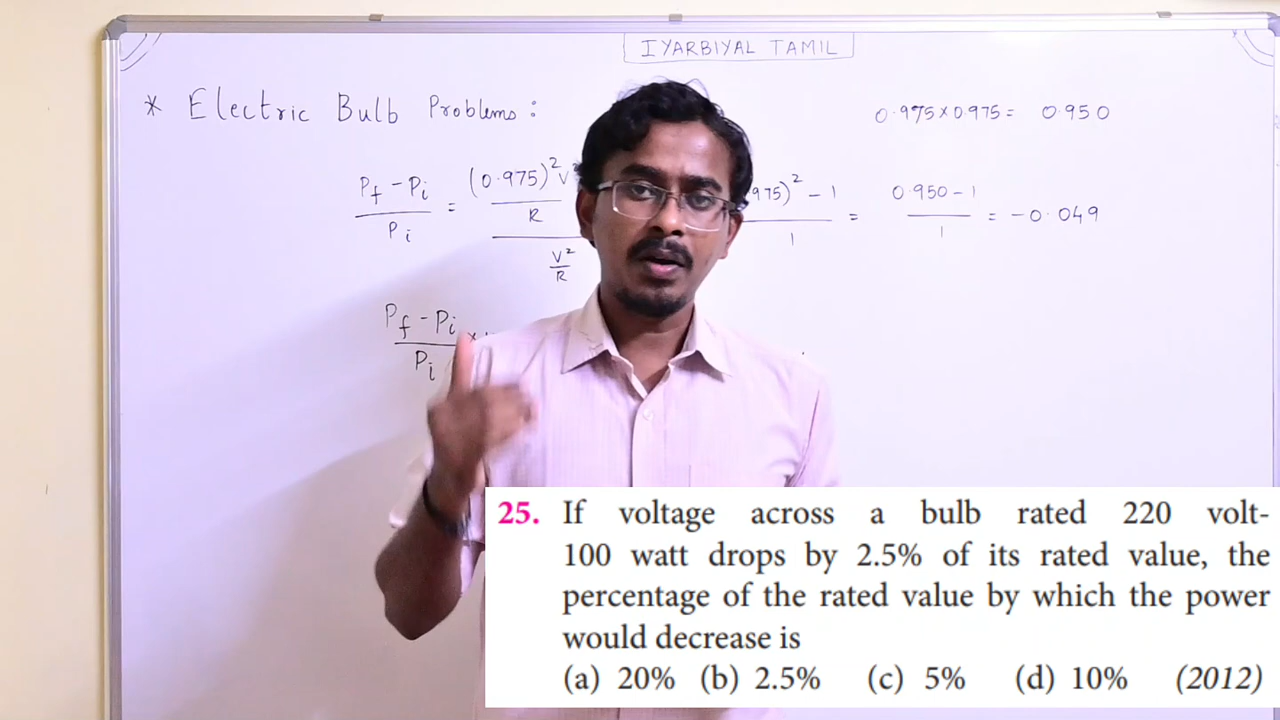 IYARBIYAL TAMIL
* Electric Bulb Problems :
0.975×0.975= 0.950
Pf - Pi / Pi = (0.975)²V² / R / V² / R 975)² - 1 / 1 = 0.950 - 1 / 1 = -0.049
Pf - Pi / Pi ×
25. If voltage across a bulb rated 220 volt-
100 watt drops by 2.5% of its rated value, the
percentage of the rated value by which the power
would decrease is
(a) 20% (b) 2.5% (c) 5% (d) 10% (2012)